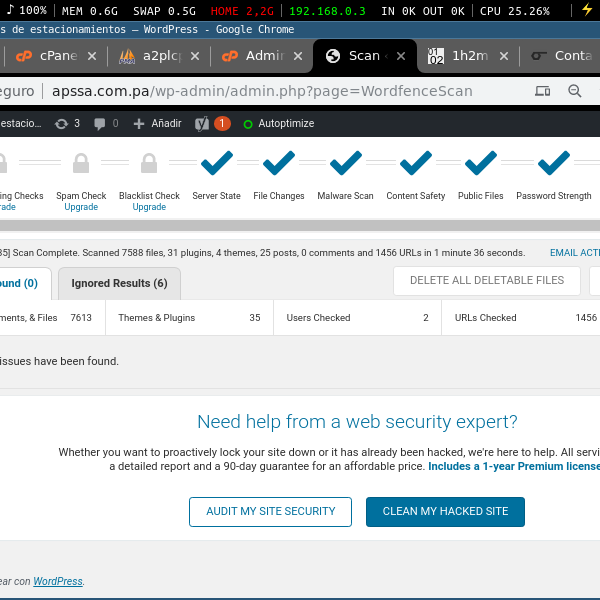 100% MEM 0.6G SWAP 0.5G HOME 2,2G 192.168.0.3 IN 0K OUT 0K CPU 25.26%
s de estacionamientos — WordPress - Google Chrome
cPane a2plcp Admin Scan 1h2m Conta
eguro apssa.com.pa/wp-admin/admin.php?page=WordfenceScan
estacio... 3 0 Añadir 1 Autoptimize
ing Checks Spam Check Blacklist Check Server State File Changes Malware Scan Content Safety Public Files Password Strength
rade Upgrade Upgrade
35] Scan Complete. Scanned 7588 files, 31 plugins, 4 themes, 25 posts, 0 comments and 1456 URLs in 1 minute 36 seconds. EMAIL ACTI
ound (0) Ignored Results (6) DELETE ALL DELETABLE FILES
ments, & Files 7613 Themes & Plugins 35 Users Checked 2 URLs Checked 1456
issues have been found.
Need help from a web security expert?
Whether you want to proactively lock your site down or it has already been hacked, we're here to help. All servi
a detailed report and a 90-day guarantee for an affordable price. Includes a 1-year Premium license
AUDIT MY SITE SECURITY CLEAN MY HACKED SITE
ear con WordPress.